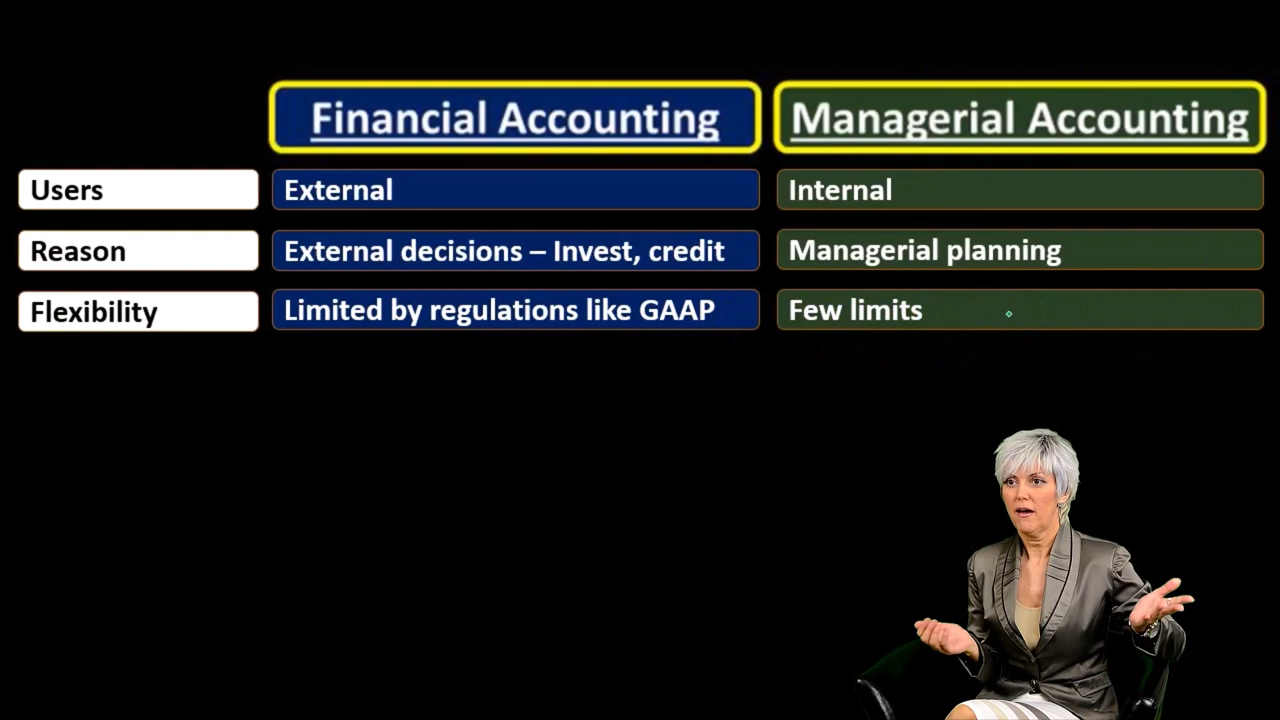 Financial Accounting Managerial Accounting
Users External Internal
Reason External decisions – Invest, credit Managerial planning
Flexibility Limited by regulations like GAAP Few limits